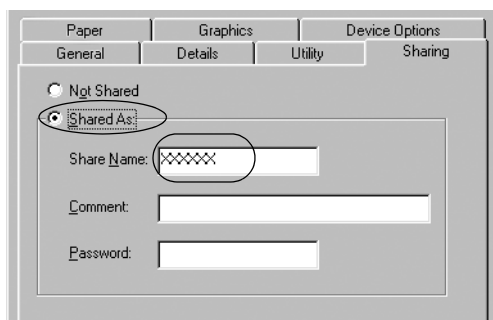 Paper Graphics Device Options
General Details Utility Sharing
Not Shared
Shared As:
Share Name: XXXXXX
Comment:
Password: